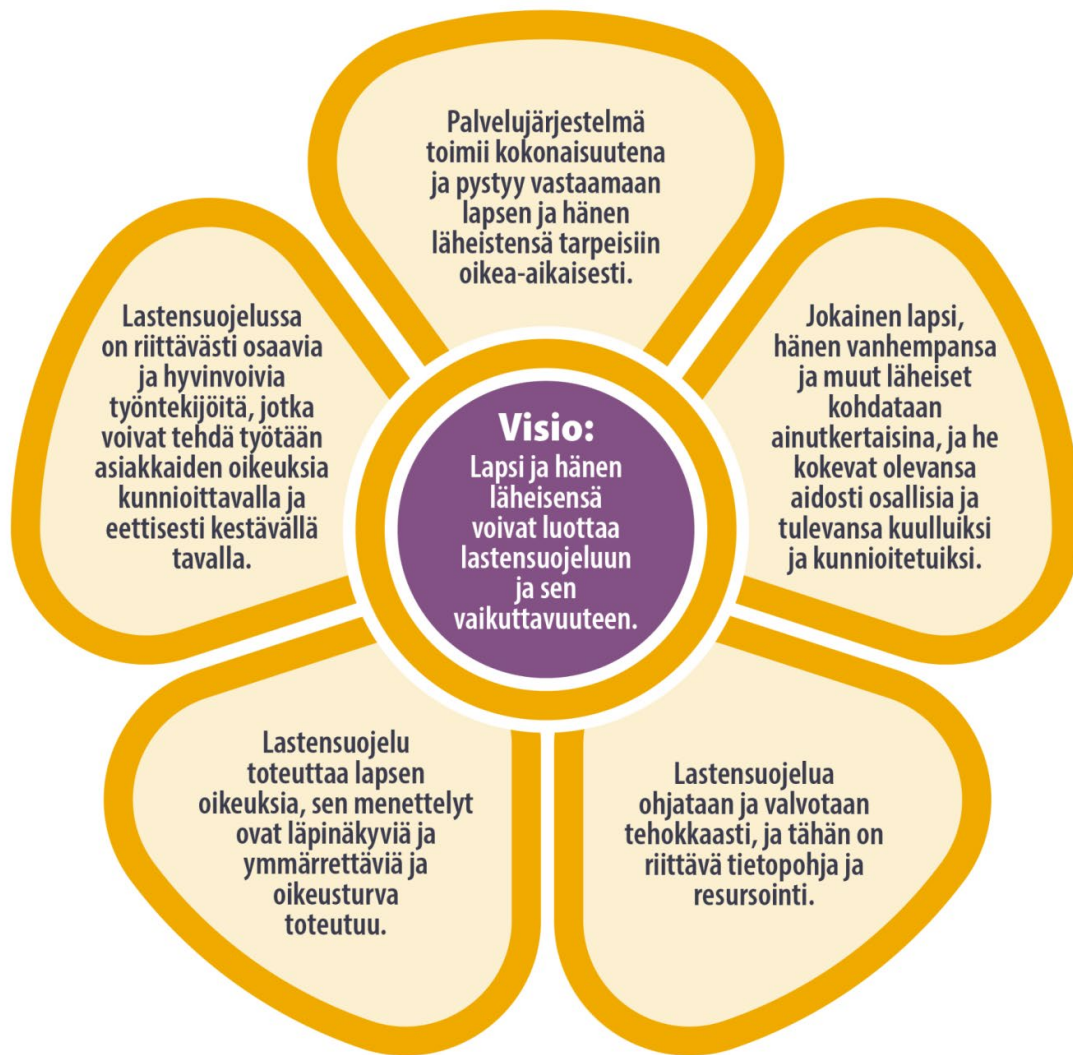 Palvelujärjestelmä
toimii kokonaisuutena
ja pystyy vastaamaan
lapsen ja hänen
läheistensä tarpeisiin
oikea-aikaisesti.
Jokainen lapsi,
hänen vanhempansa
ja muut läheiset
kohdataan
ainutkertaisina, ja he
kokevat olevansa
aidosti osallisia ja
tulevansa kuulluiksi
ja kunnioitetuiksi.
Lastensuojelua
ohjataan ja valvotaan
tehokkaasti, ja tähän on
riittävä tietopohja ja
resursointi.
Lastensuojelu
toteuttaa lapsen
oikeuksia, sen menettelyt
ovat läpinäkyviä ja
ymmärrettäviä ja
oikeusturva
toteutuu.
Lastensuojelussa
on riittävästi osaavia
ja hyvinvoivia
työntekijöitä, jotka
voivat tehdä työtään
asiakkaiden oikeuksia
kunnioittavalla ja
eettisesti kestävällä
tavalla.
Visio:
Lapsi ja hänen
läheisensä
voivat luottaa
lastensuojeluun
ja sen
vaikuttavuuteen.